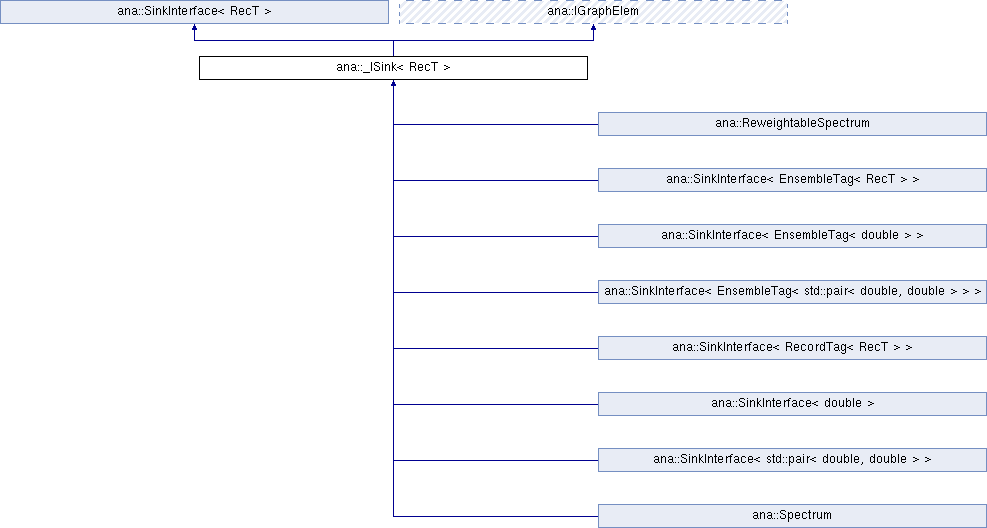 ana::SinkInterface< RecT >
ana::IGraphElem
ana::_ISink< RecT >
ana::ReweightableSpectrum
ana::SinkInterface< EnsembleTag< RecT > >
ana::SinkInterface< EnsembleTag< double > >
ana::SinkInterface< EnsembleTag< std::pair< double, double > > >
ana::SinkInterface< RecordTag< RecT > >
ana::SinkInterface< double >
ana::SinkInterface< std::pair< double, double > >
ana::Spectrum